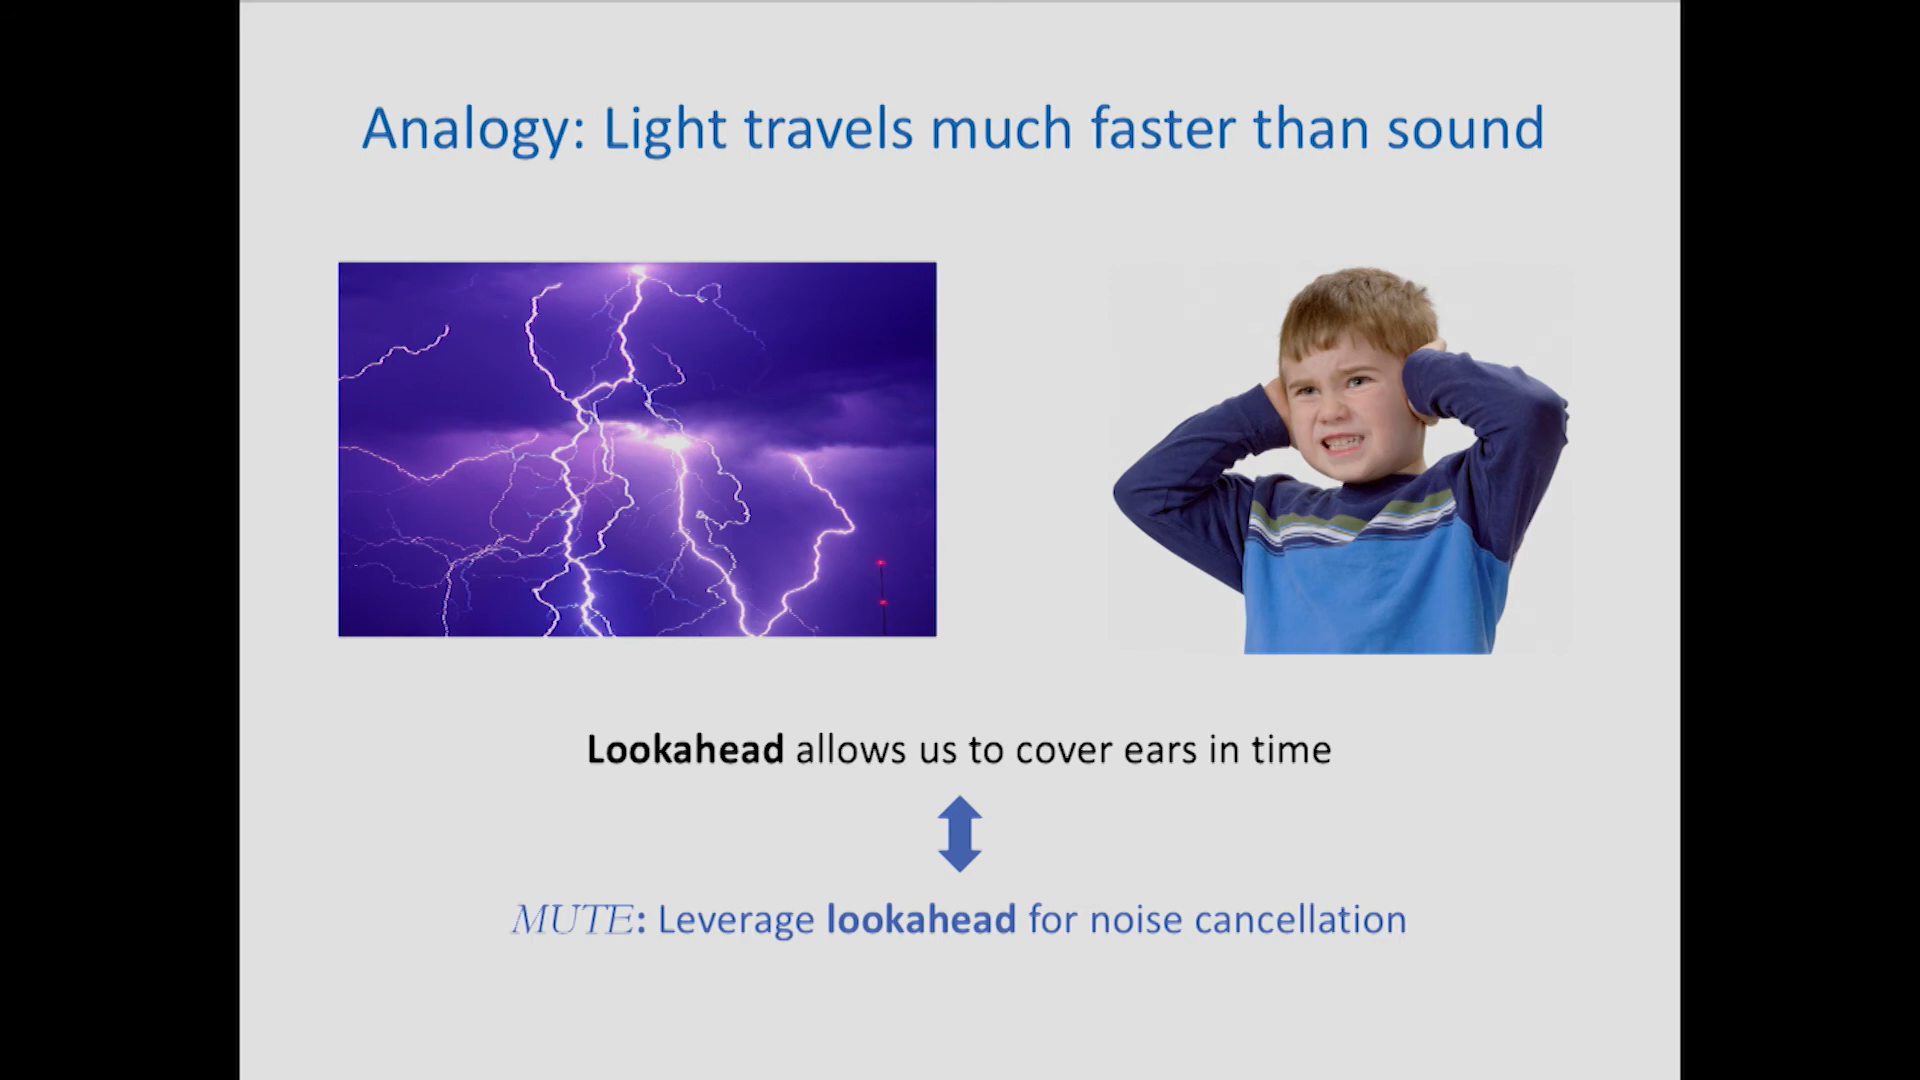 Analogy: Light travels much faster than sound
Lookahead allows us to cover ears in time
MUTE: Leverage lookahead for noise cancellation